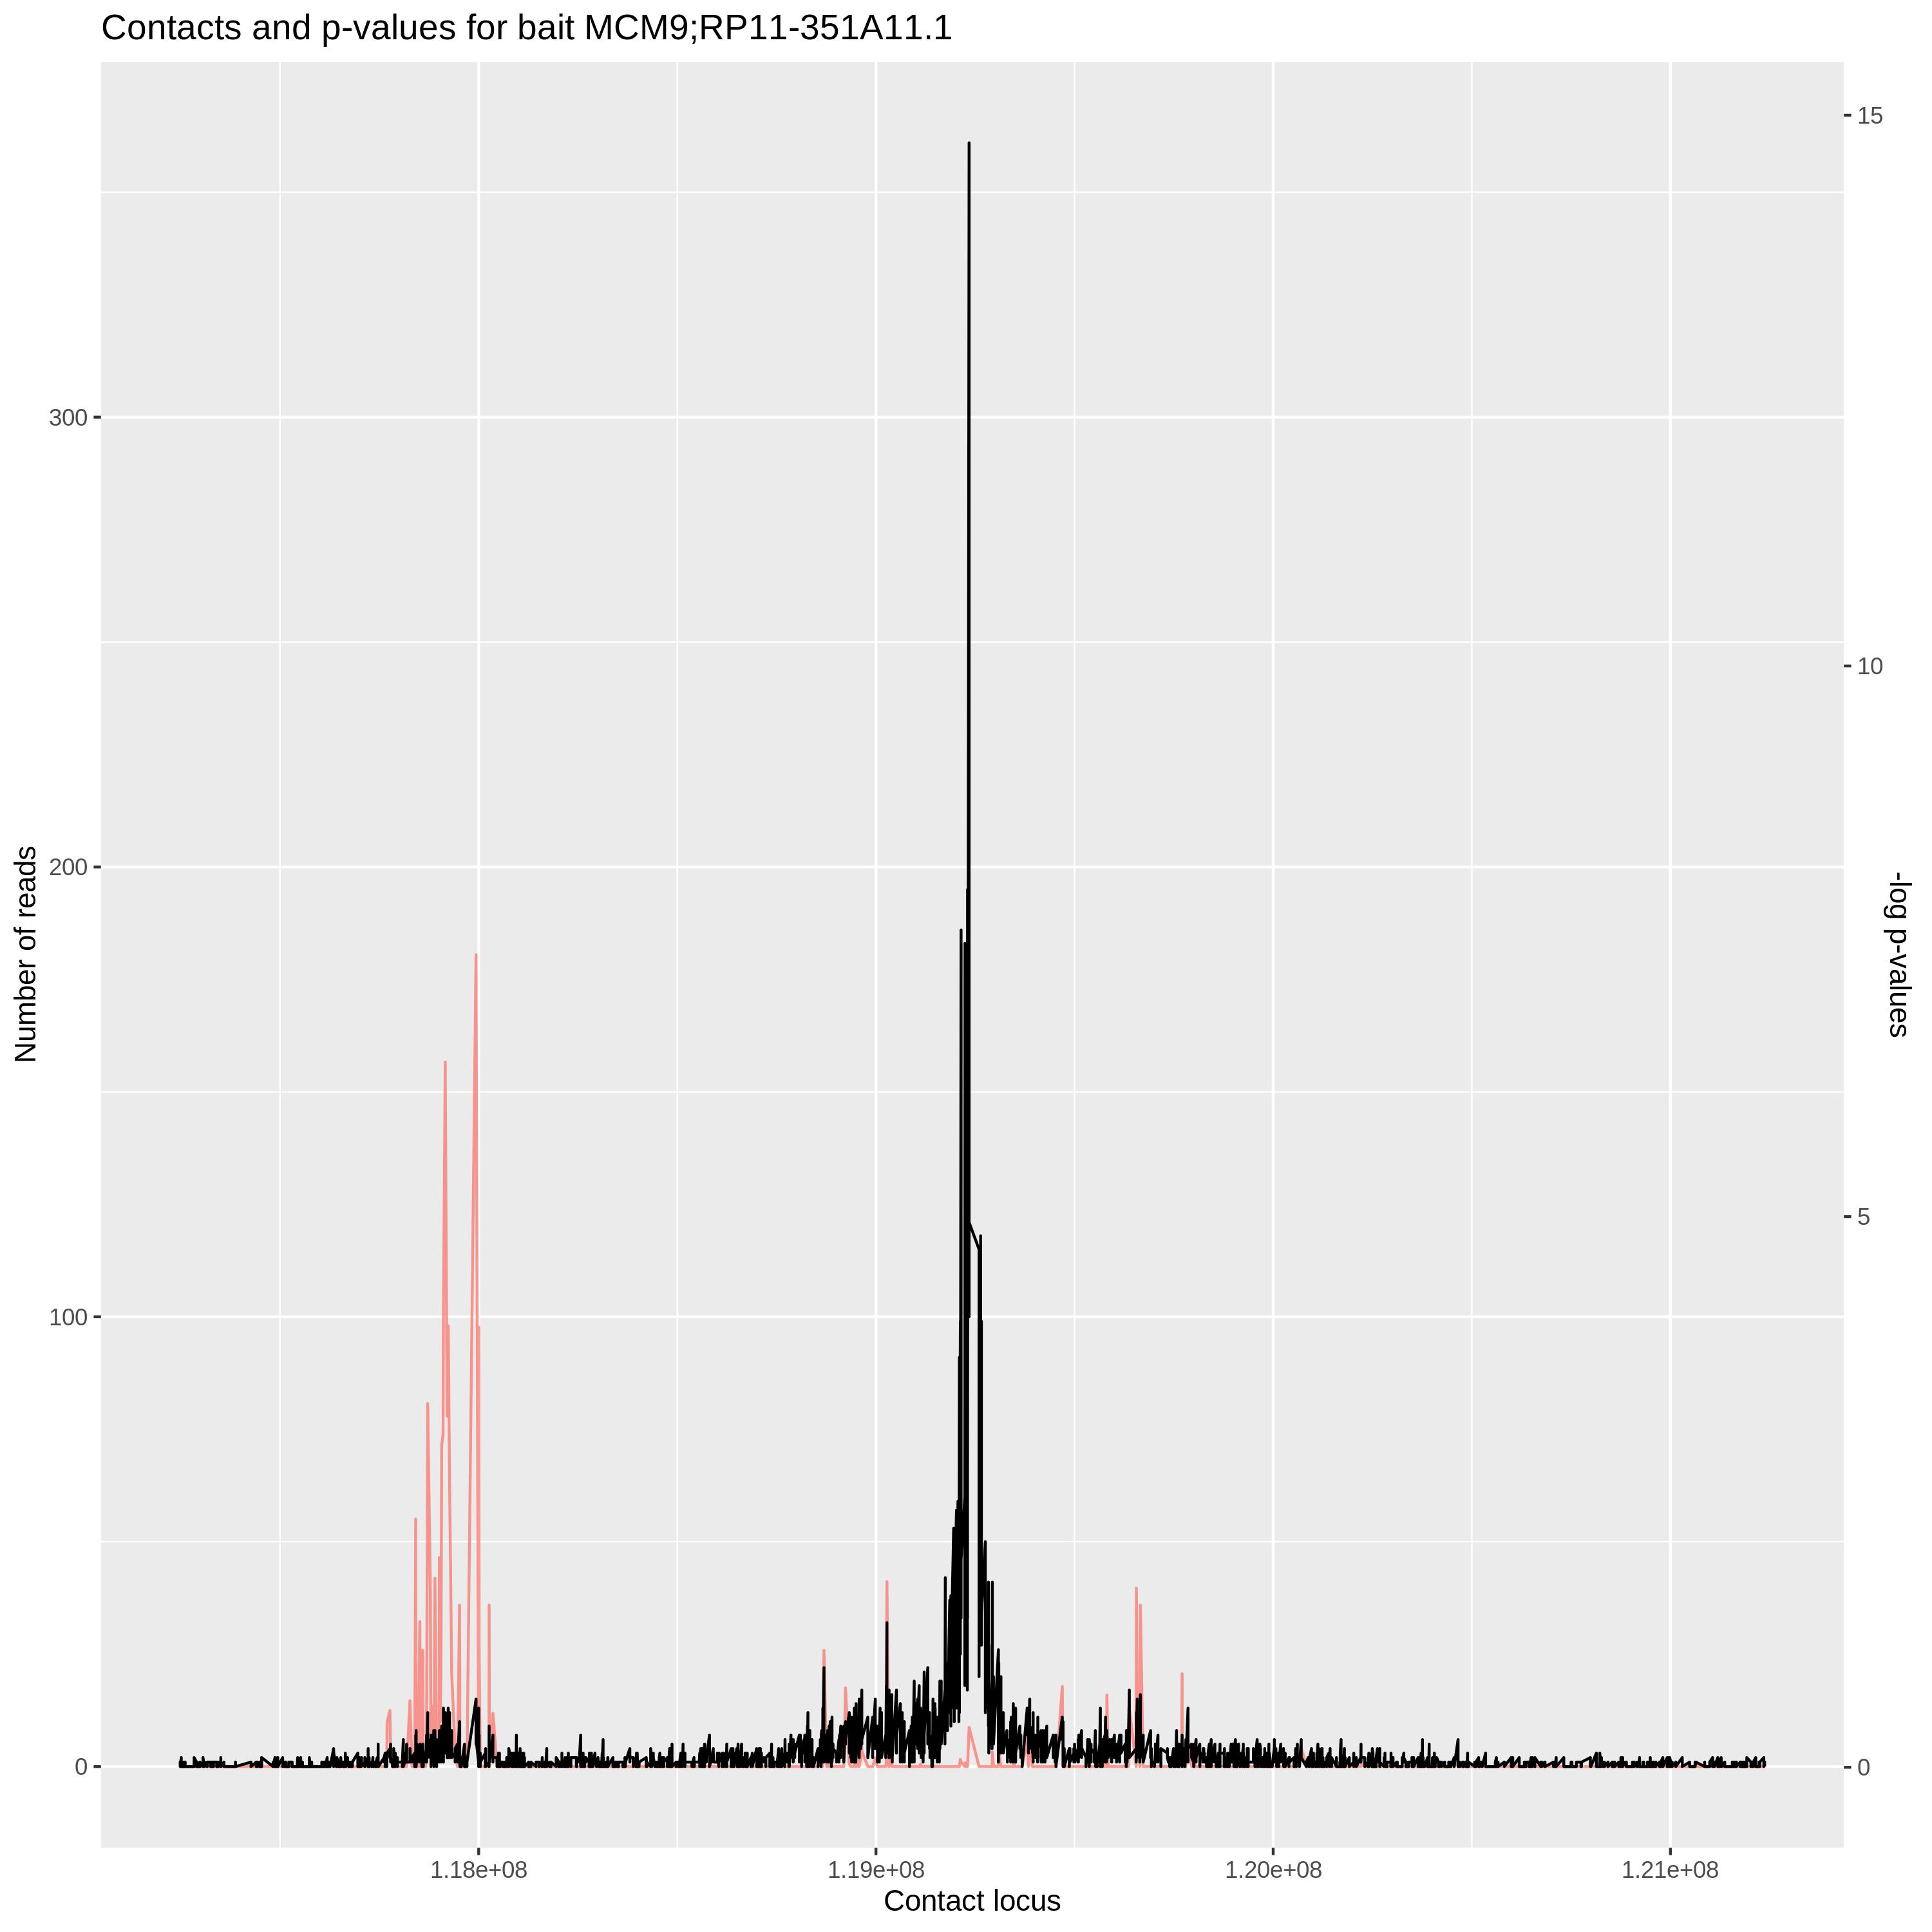 Contacts and p-values for bait MCM9;RP11-351A11.1
15
300
10
Number of reads
200
-log p-values
5
100
0
0
1.18e+08
1.19e+08
1.20e+08
1.21e+08
Contact locus